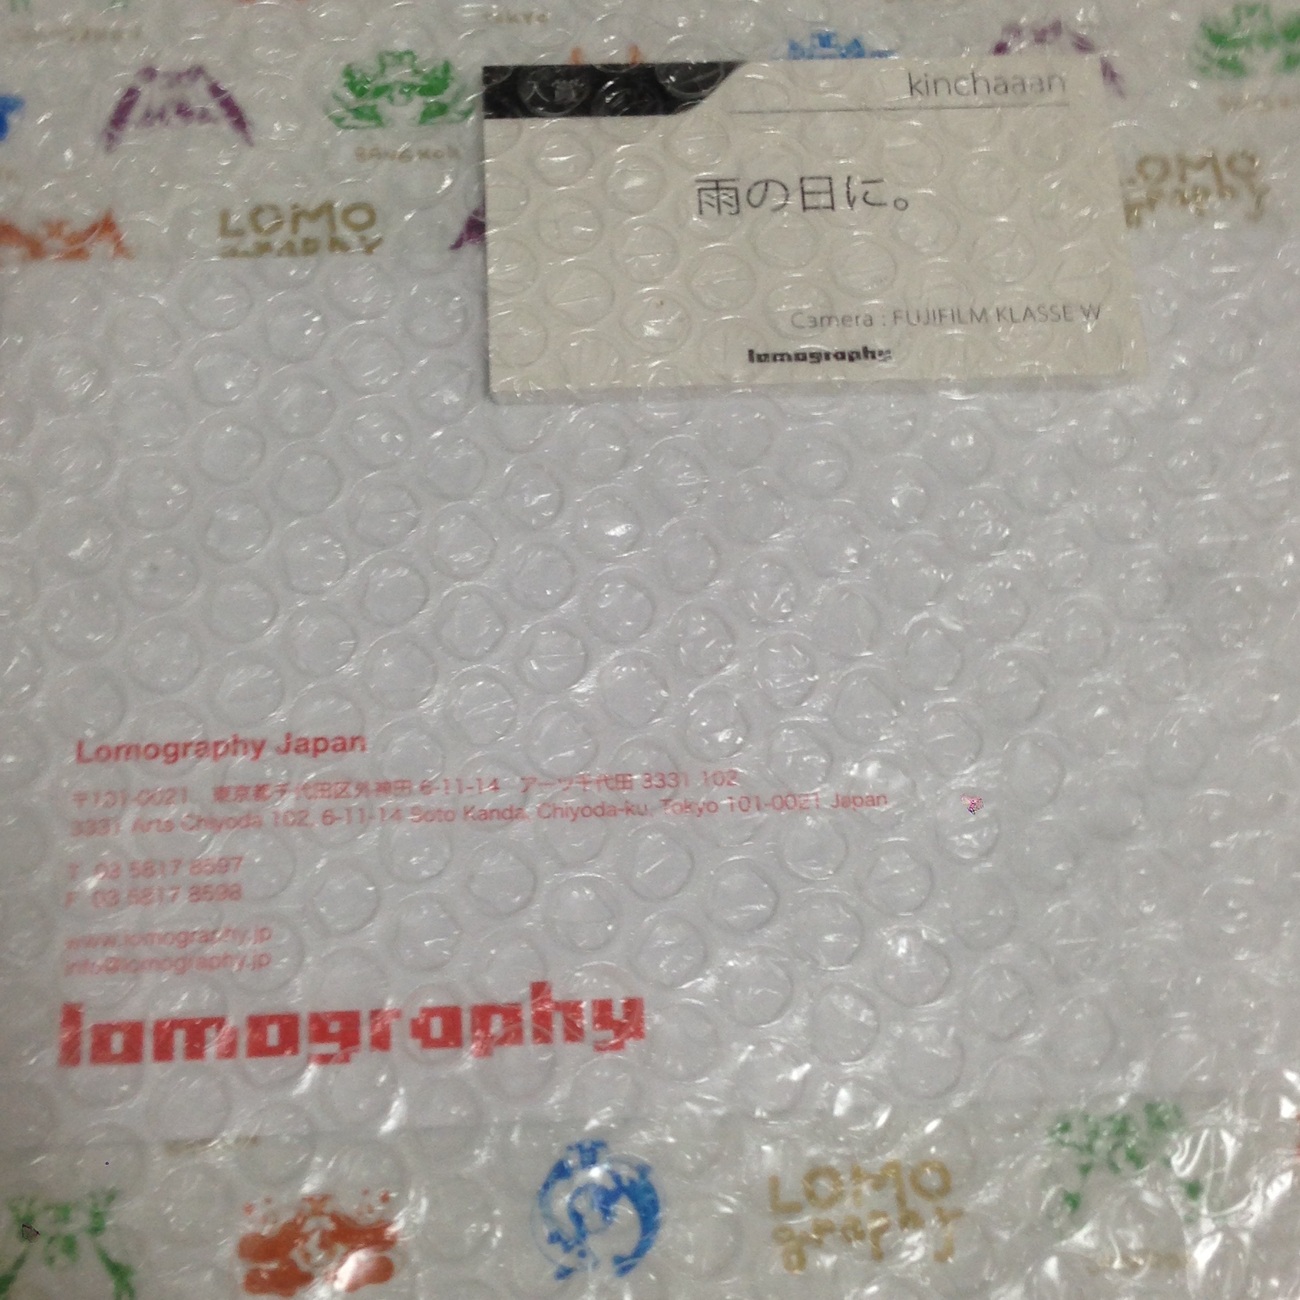 TOKYO
BANGKOK
LOMO
GRAPHY
入賞
kinchaaan
雨の日に。
Camera : FUJIFILM KLASSE W
lomography
LOMO
graphy
Lomography Japan
〒101-0021 東京都千代田区外神田 6-11-14 アーツ千代田 3331 102
3331 Arts Chiyoda 102, 6-11-14 Soto Kanda, Chiyoda-ku, Tokyo 101-0021 Japan
T 03 5817 8597
F 03 5817 8598
www.lomography.jp
info@lomography.jp
lomography
LOMO
graphy